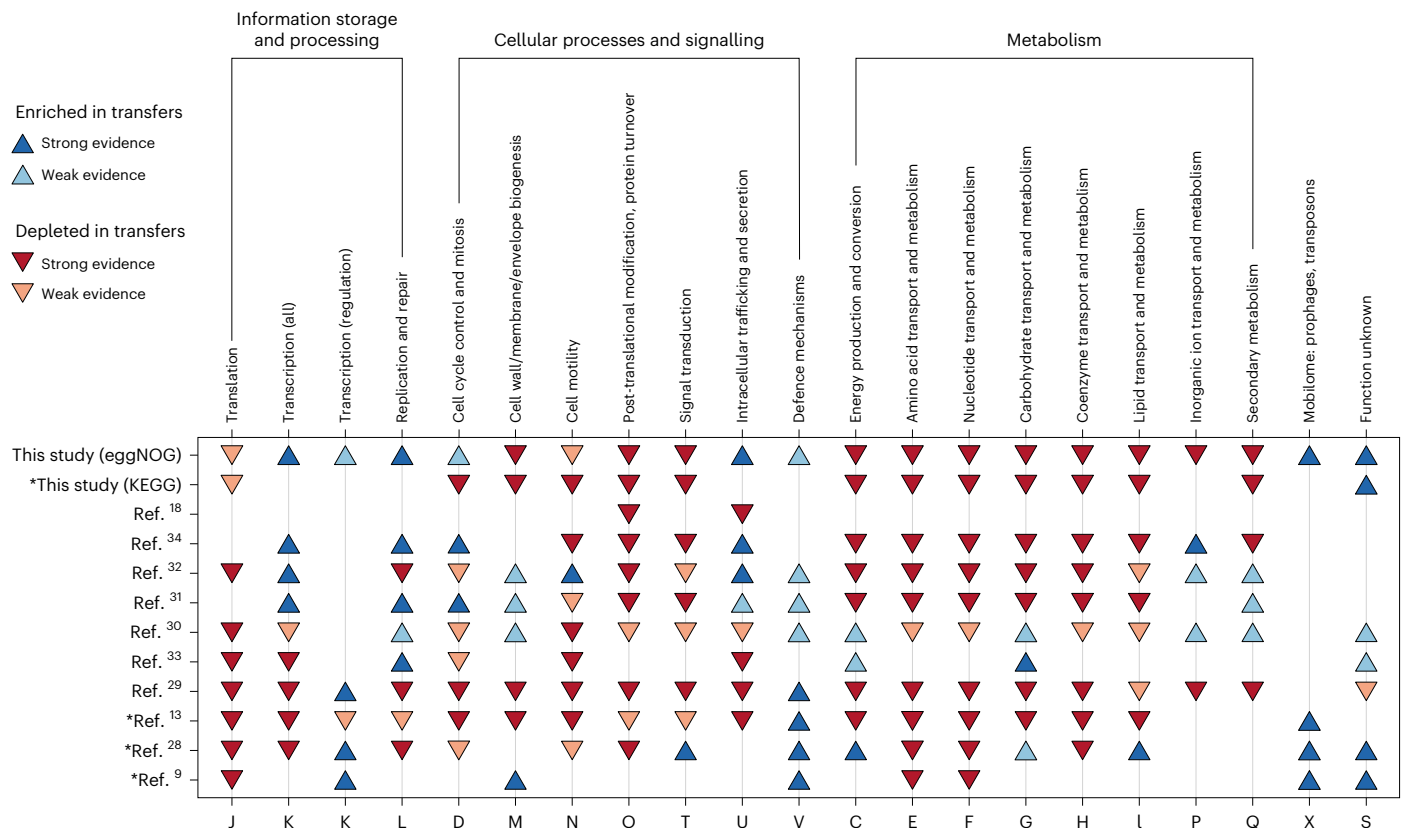 Information storage
and processing
Cellular processes and signalling
Metabolism
Enriched in transfers
Strong evidence
Weak evidence
Depleted in transfers
Strong evidence
Weak evidence
Translation
Transcription (all)
Transcription (regulation)
Replication and repair
Cell cycle control and mitosis
Cell wall/membrane/envelope biogenesis
Cell motility
Post-translational modification, protein turnover
Signal transduction
Intracellular trafficking and secretion
Defence mechanisms
Energy production and conversion
Amino acid transport and metabolism
Nucleotide transport and metabolism
Carbohydrate transport and metabolism
Coenzyme transport and metabolism
Lipid transport and metabolism
Inorganic ion transport and metabolism
Secondary metabolism
Mobilome: prophages, transposons
Function unknown
This study (eggNOG)
*This study (KEGG)
Ref. 18
Ref. 34
Ref. 32
Ref. 31
Ref. 30
Ref. 33
Ref. 29
*Ref. 13
*Ref. 28
*Ref. 9
J K K L D M N O T U V C E F G H l P Q X S